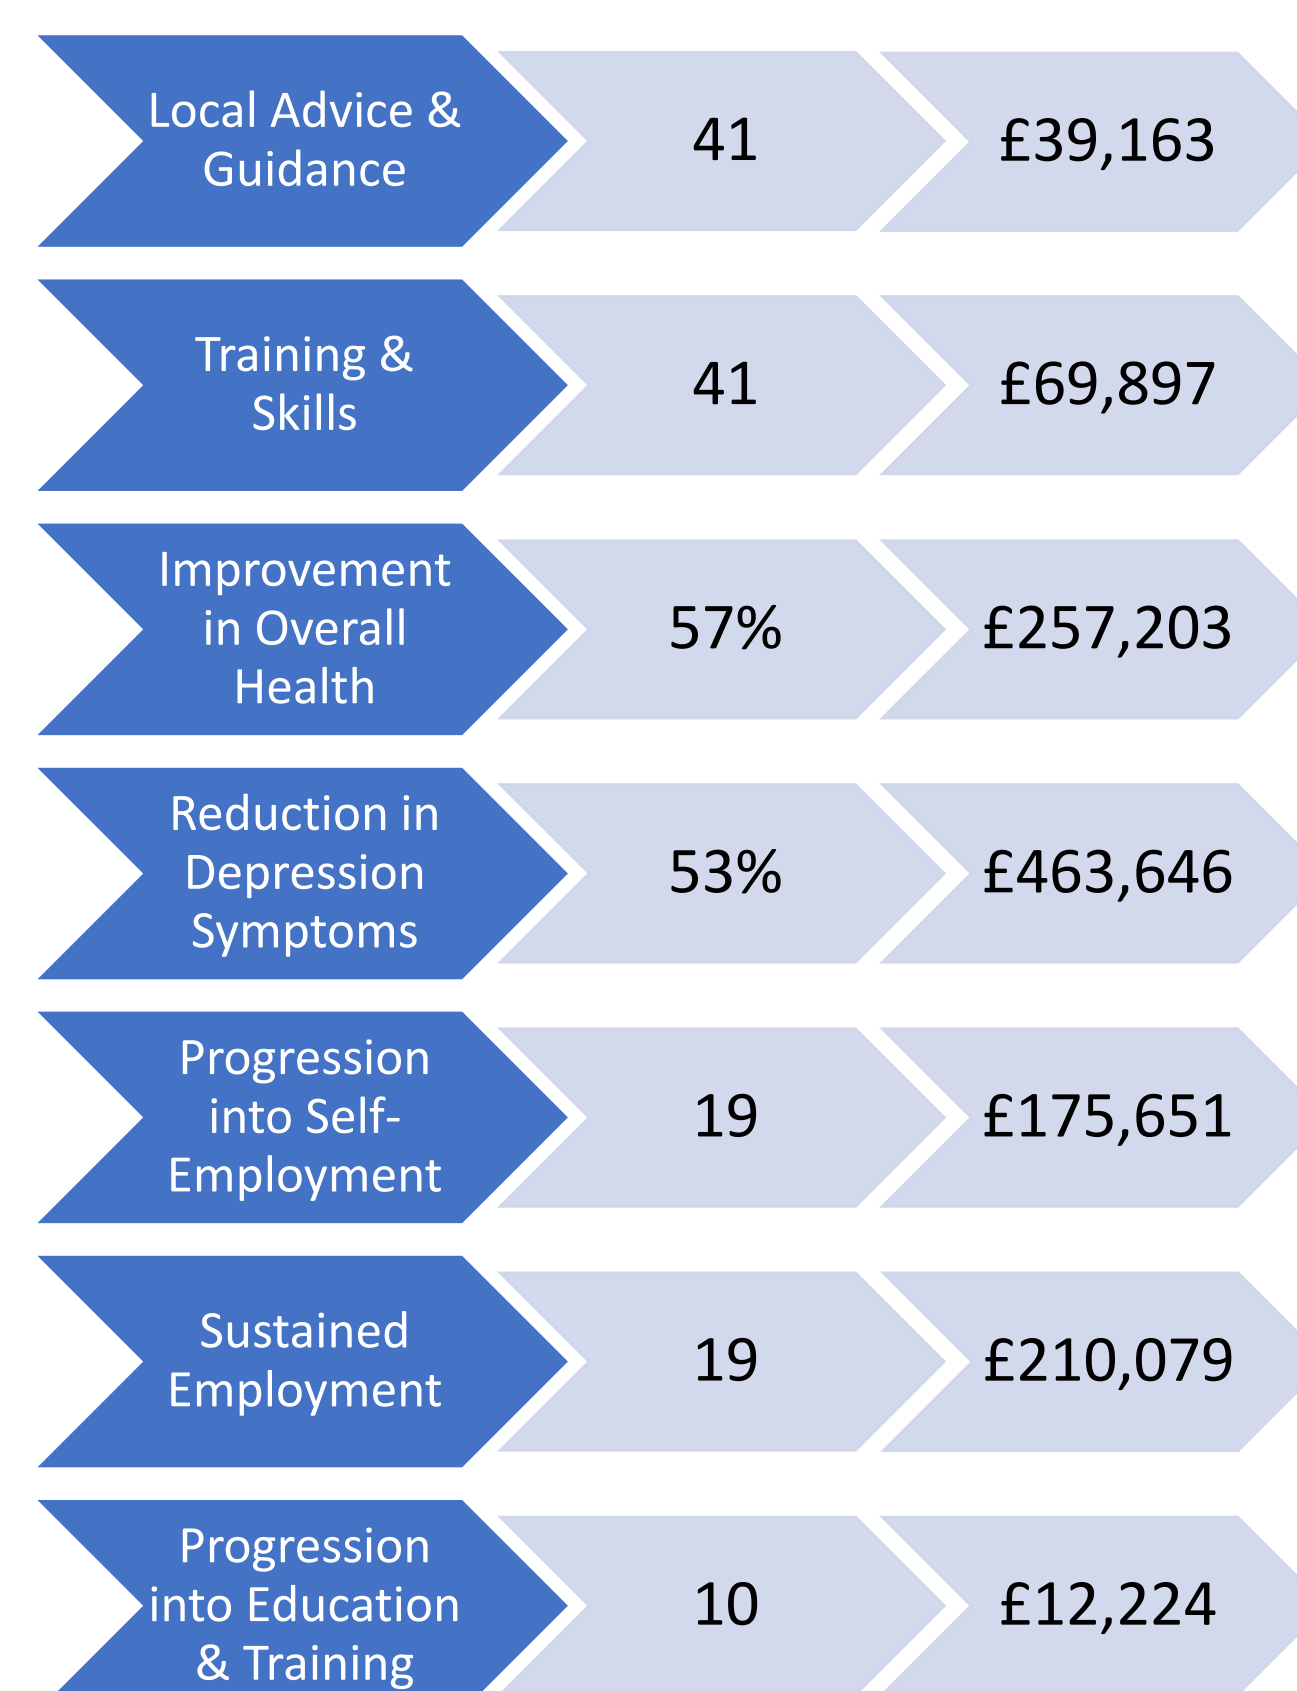 Local Advice &
Guidance
41
£39,163
Training &
Skills
41
£69,897
Improvement
in Overall
Health
57%
£257,203
Reduction in
Depression
Symptoms
53%
£463,646
Progression
into Self-
Employment
19
£175,651
Sustained
Employment
19
£210,079
Progression
into Education
& Training
10
£12,224